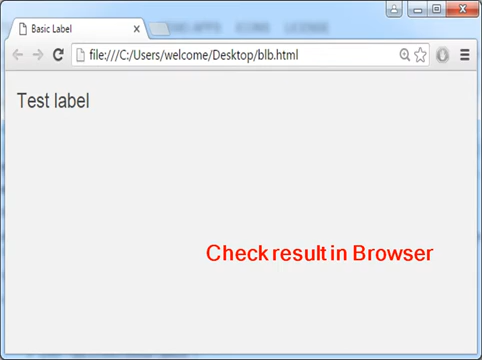 Basic Label
file:///C:/Users/welcome/Desktop/blb.html
Test label
Check result in Browser